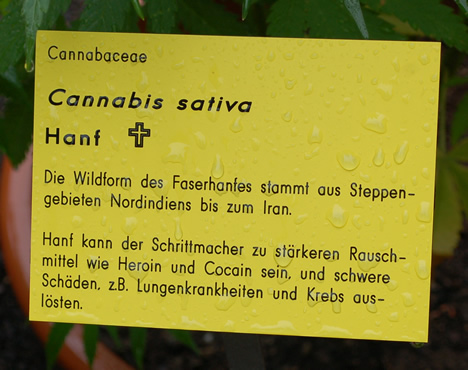 Cannabaceae
Cannabis sativa
Hanf
Die Wildform des Faserhanfes stammt aus Steppen-
gebieten Nordindiens bis zum Iran.
Hanf kann der Schrittmacher zu stärkeren Rausch-
mittel wie Heroin und Cocain sein, und schwere
Schäden, z.B. Lungenkrankheiten und Krebs aus-
lösten.